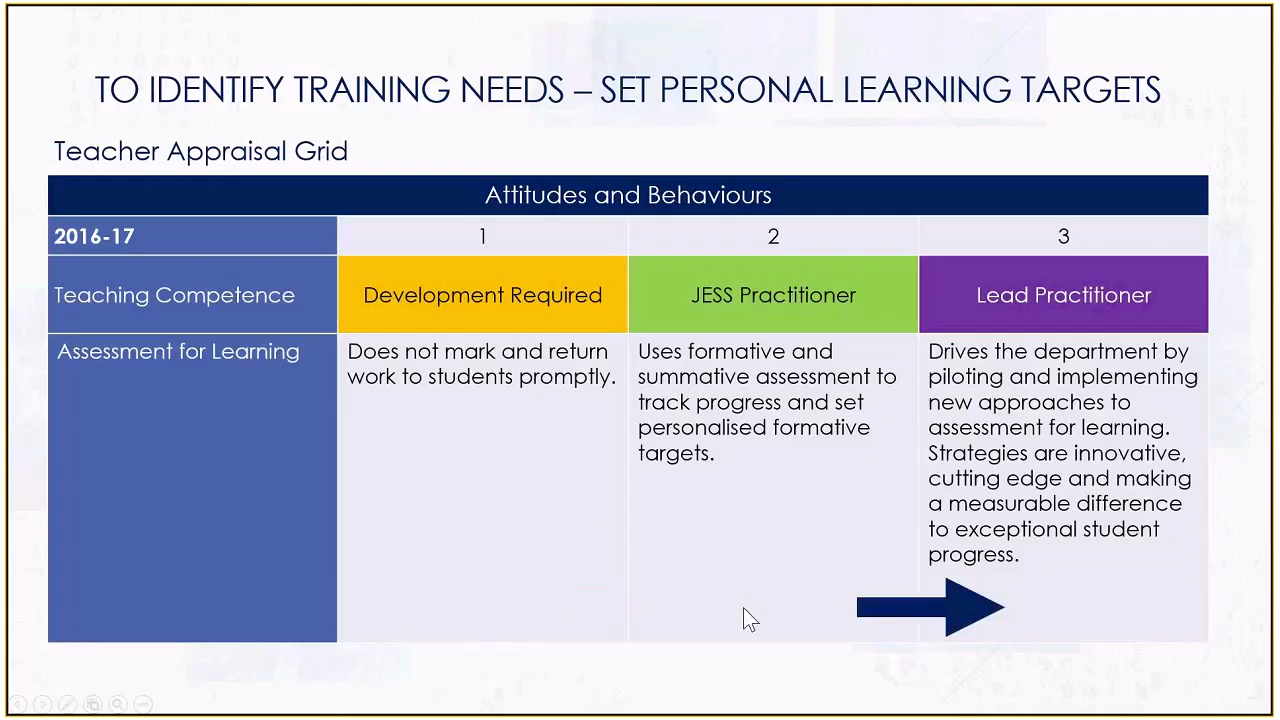 TO IDENTIFY TRAINING NEEDS – SET PERSONAL LEARNING TARGETS
Teacher Appraisal Grid
Attitudes and Behaviours
2016-17 1 2 3
Teaching Competence Development Required JESS Practitioner Lead Practitioner
Assessment for Learning
Does not mark and return
work to students promptly.
Uses formative and
summative assessment to
track progress and set
personalised formative
targets.
Drives the department by
piloting and implementing
new approaches to
assessment for learning.
Strategies are innovative,
cutting edge and making
a measurable difference
to exceptional student
progress.